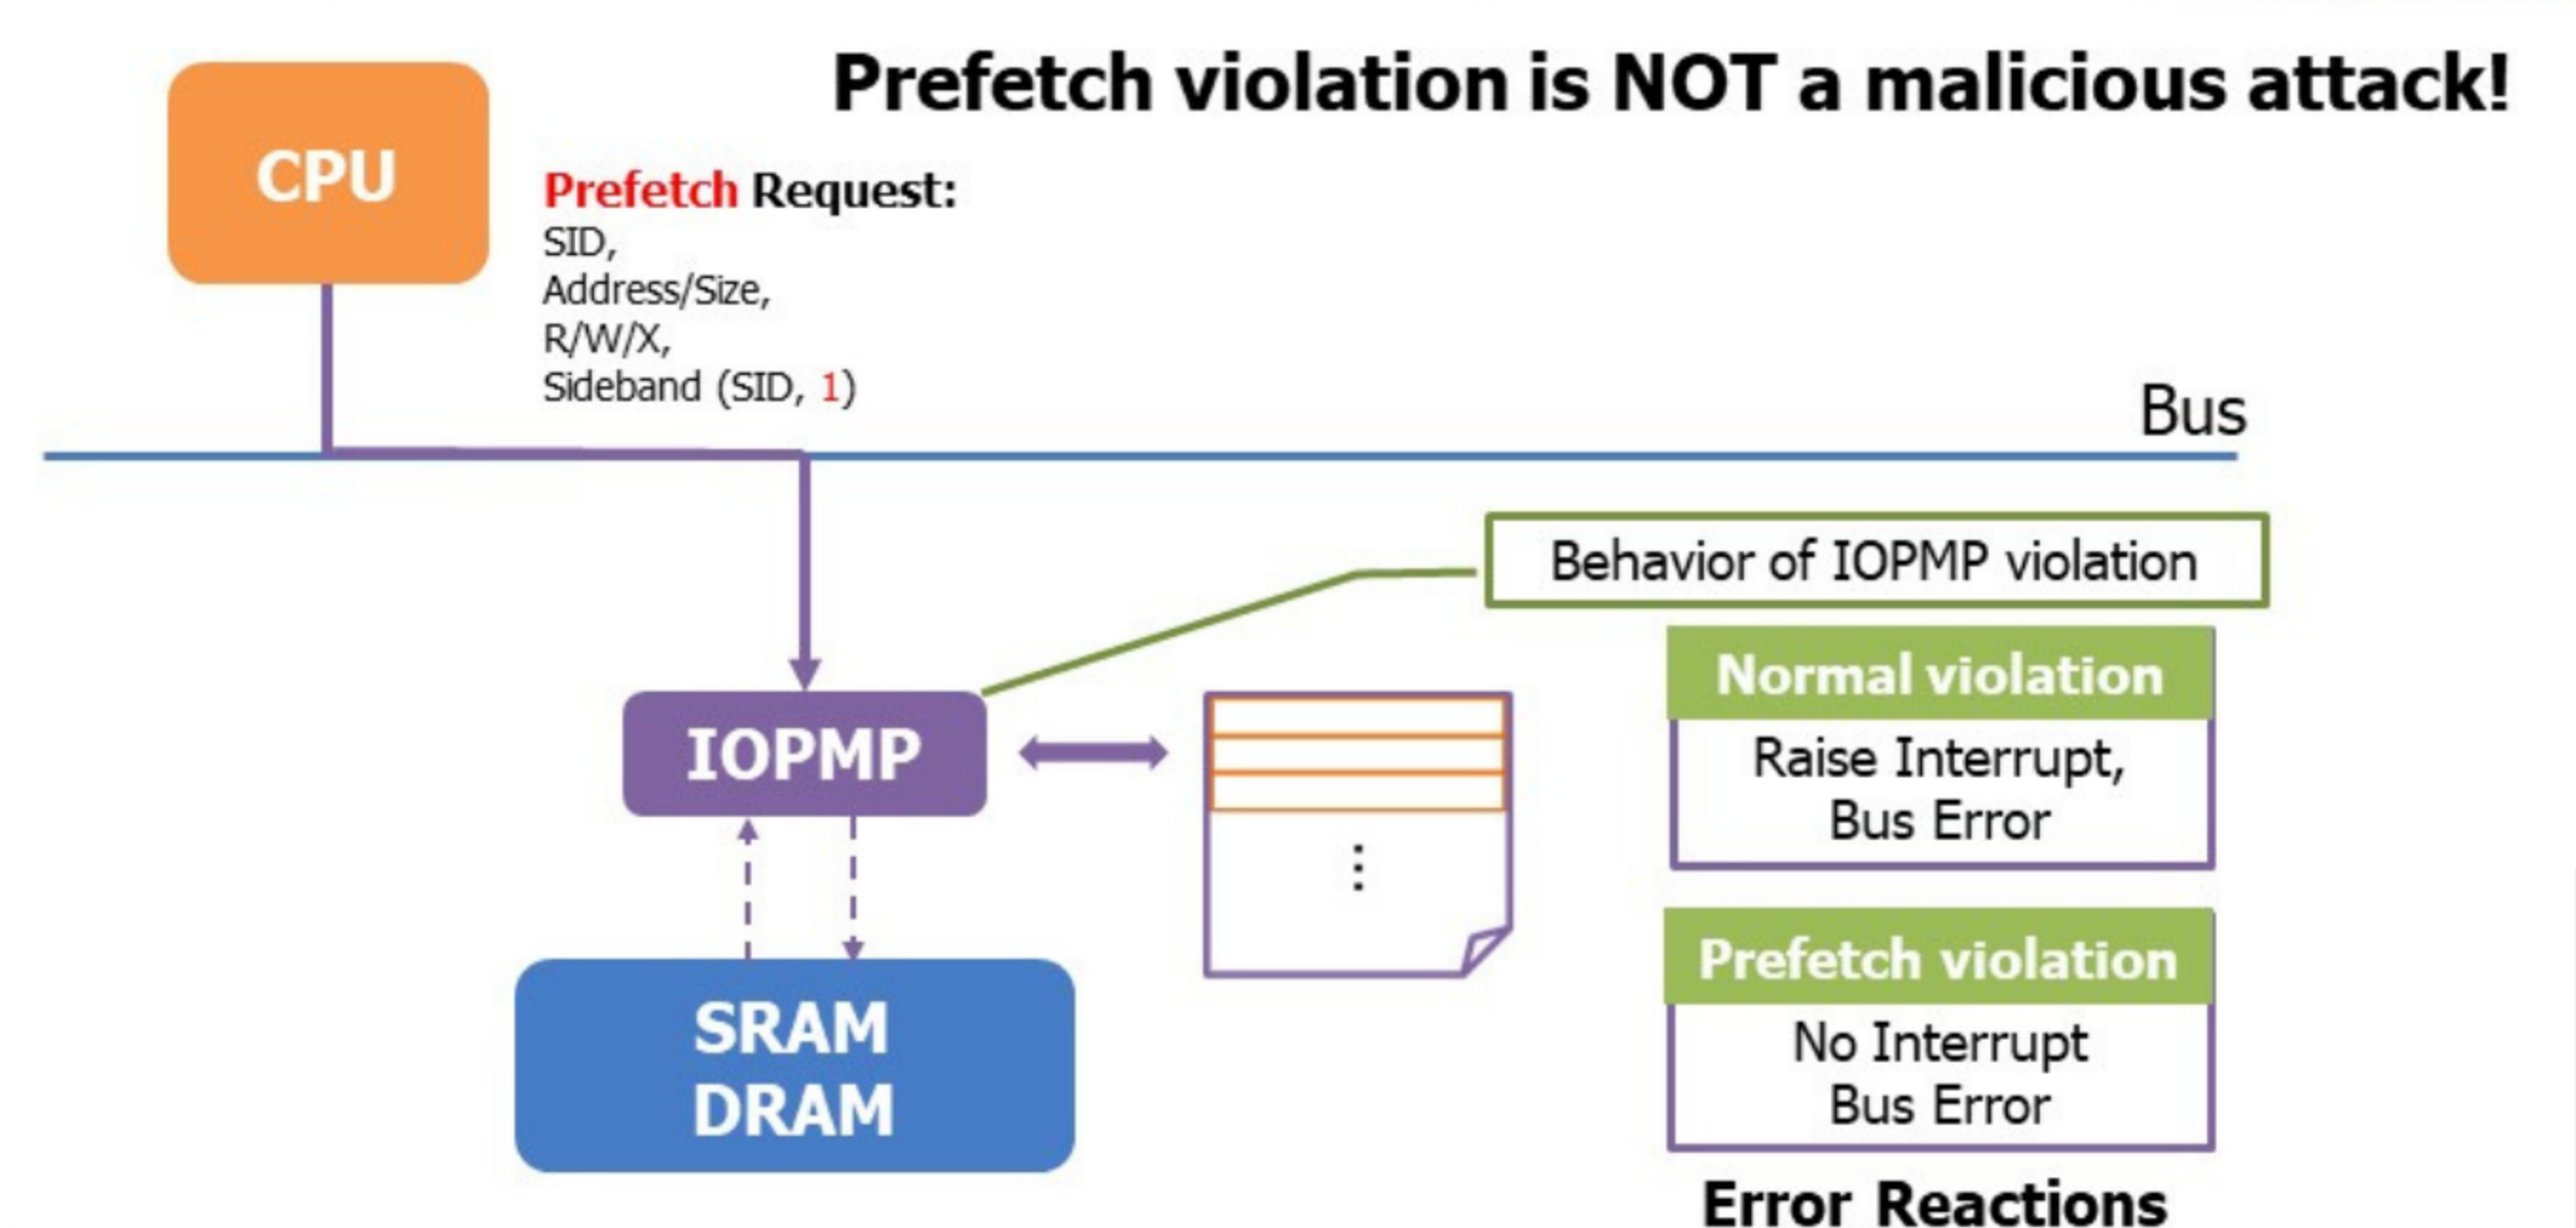 Prefetch violation is NOT a malicious attack!
CPU
Prefetch Request:
SID,
Address/Size,
R/W/X,
Sideband (SID, 1)
Bus
Behavior of IOPMP violation
IOPMP
⋮
SRAM
DRAM
Normal violation
Raise Interrupt,
Bus Error
Prefetch violation
No Interrupt
Bus Error
Error Reactions